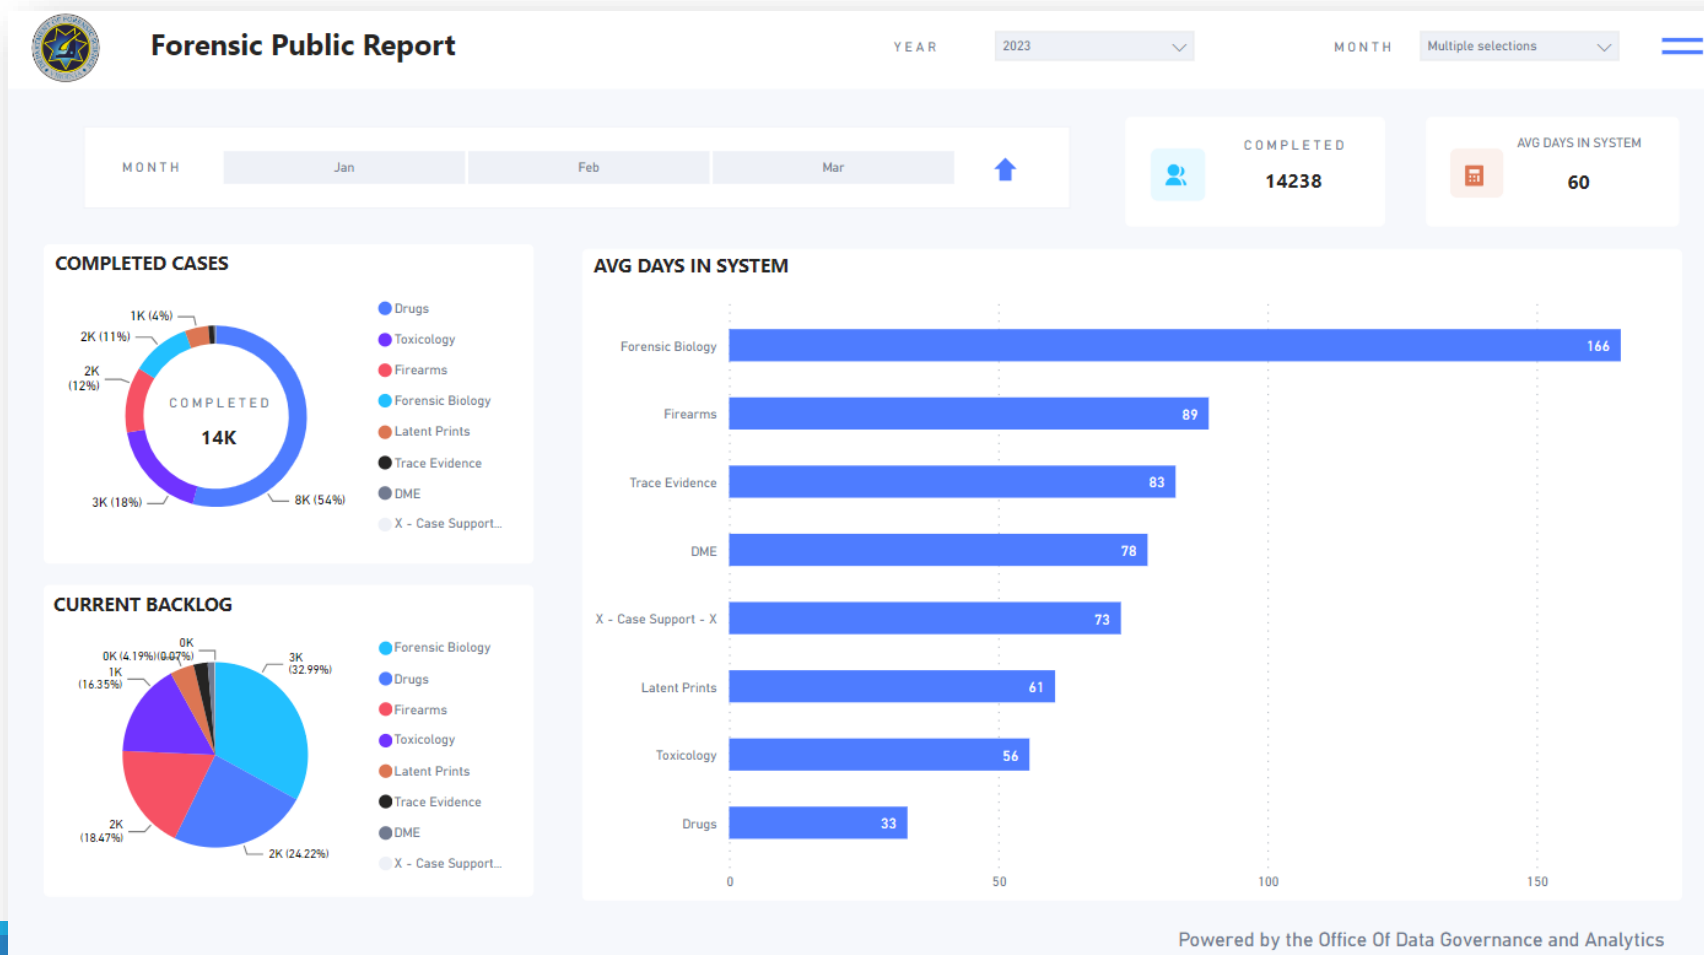 Forensic Public Report
YEAR
2023
MONTH
Multiple selections
MONTH
Jan
Feb
Mar
COMPLETED
14238
AVG DAYS IN SYSTEM
60
COMPLETED CASES
1K (4%)
2K (11%)
2K
(12%)
3K (18%)
8K (54%)
COMPLETED
14K
Drugs
Toxicology
Firearms
Forensic Biology
Latent Prints
Trace Evidence
DME
X - Case Support...
CURRENT BACKLOG
0K
(0.07%)
0K (4.19%)
1K
(16.35%)
2K
(18.47%)
2K (24.22%)
3K
(32.99%)
Forensic Biology
Drugs
Firearms
Toxicology
Latent Prints
Trace Evidence
DME
X - Case Support...
AVG DAYS IN SYSTEM
Forensic Biology
166
Firearms
89
Trace Evidence
83
DME
78
X - Case Support - X
73
Latent Prints
61
Toxicology
56
Drugs
33
0
50
100
150
Powered by the Office Of Data Governance and Analytics